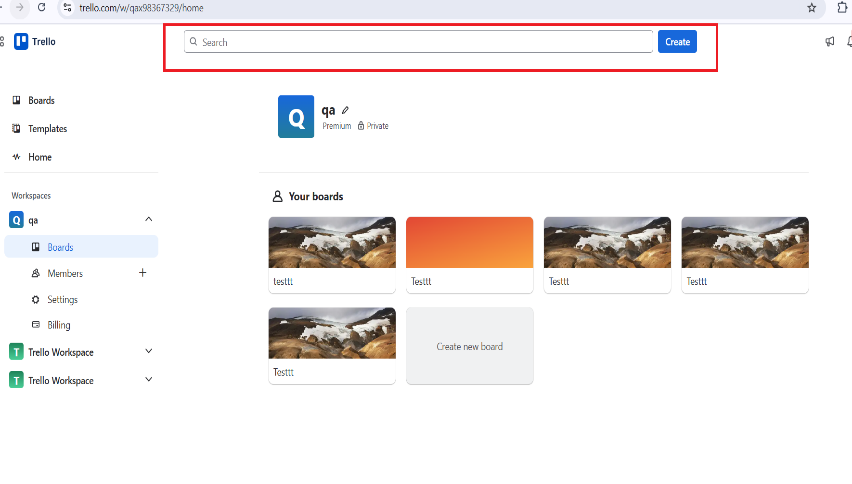 trello.com/w/qax98367329/home
Trello
Search
Create
Boards
Templates
Home
Q
qa
Premium
Private
Workspaces
Q
qa
Boards
Members
Settings
Billing
T
Trello Workspace
T
Trello Workspace
Your boards
testtt
Testtt
Testtt
Testtt
Testtt
Create new board